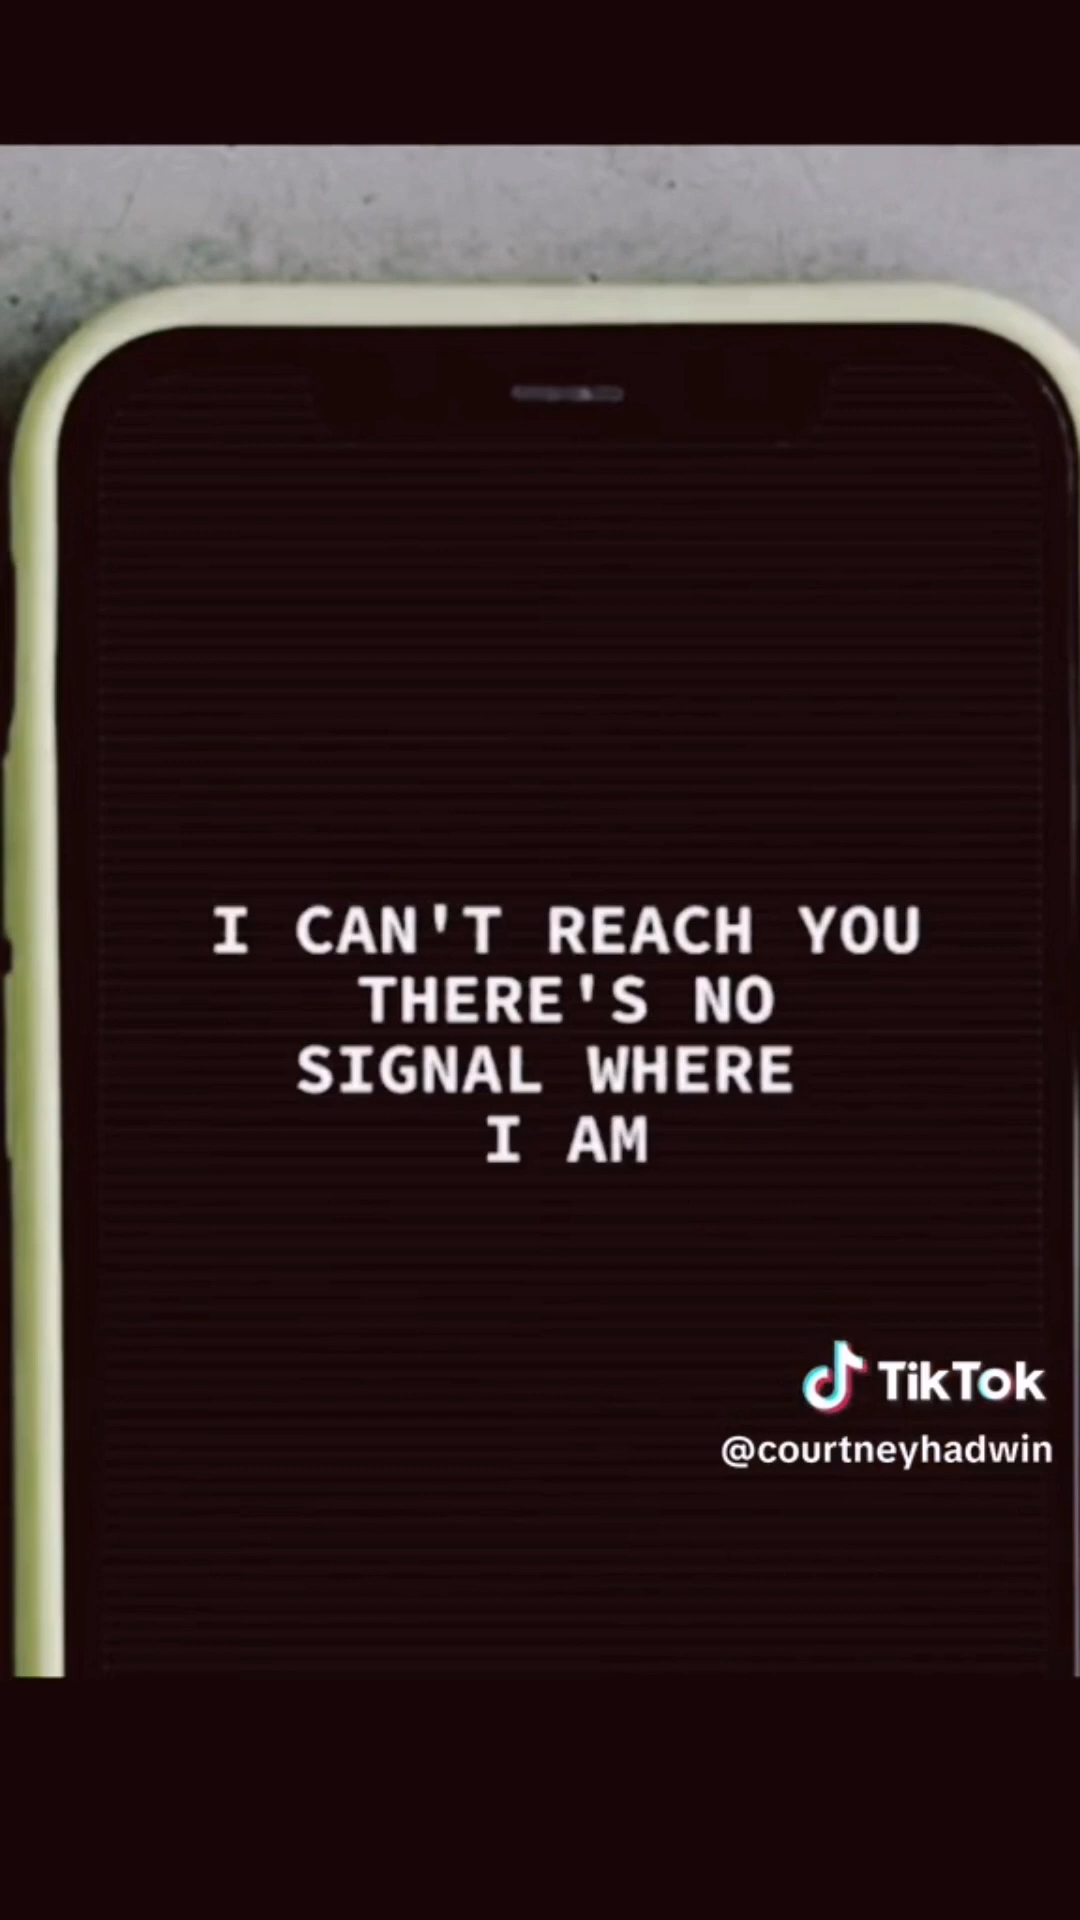 I CAN'T REACH YOU
THERE'S NO
SIGNAL WHERE
I AM
TikTok
@courtneyhadwin